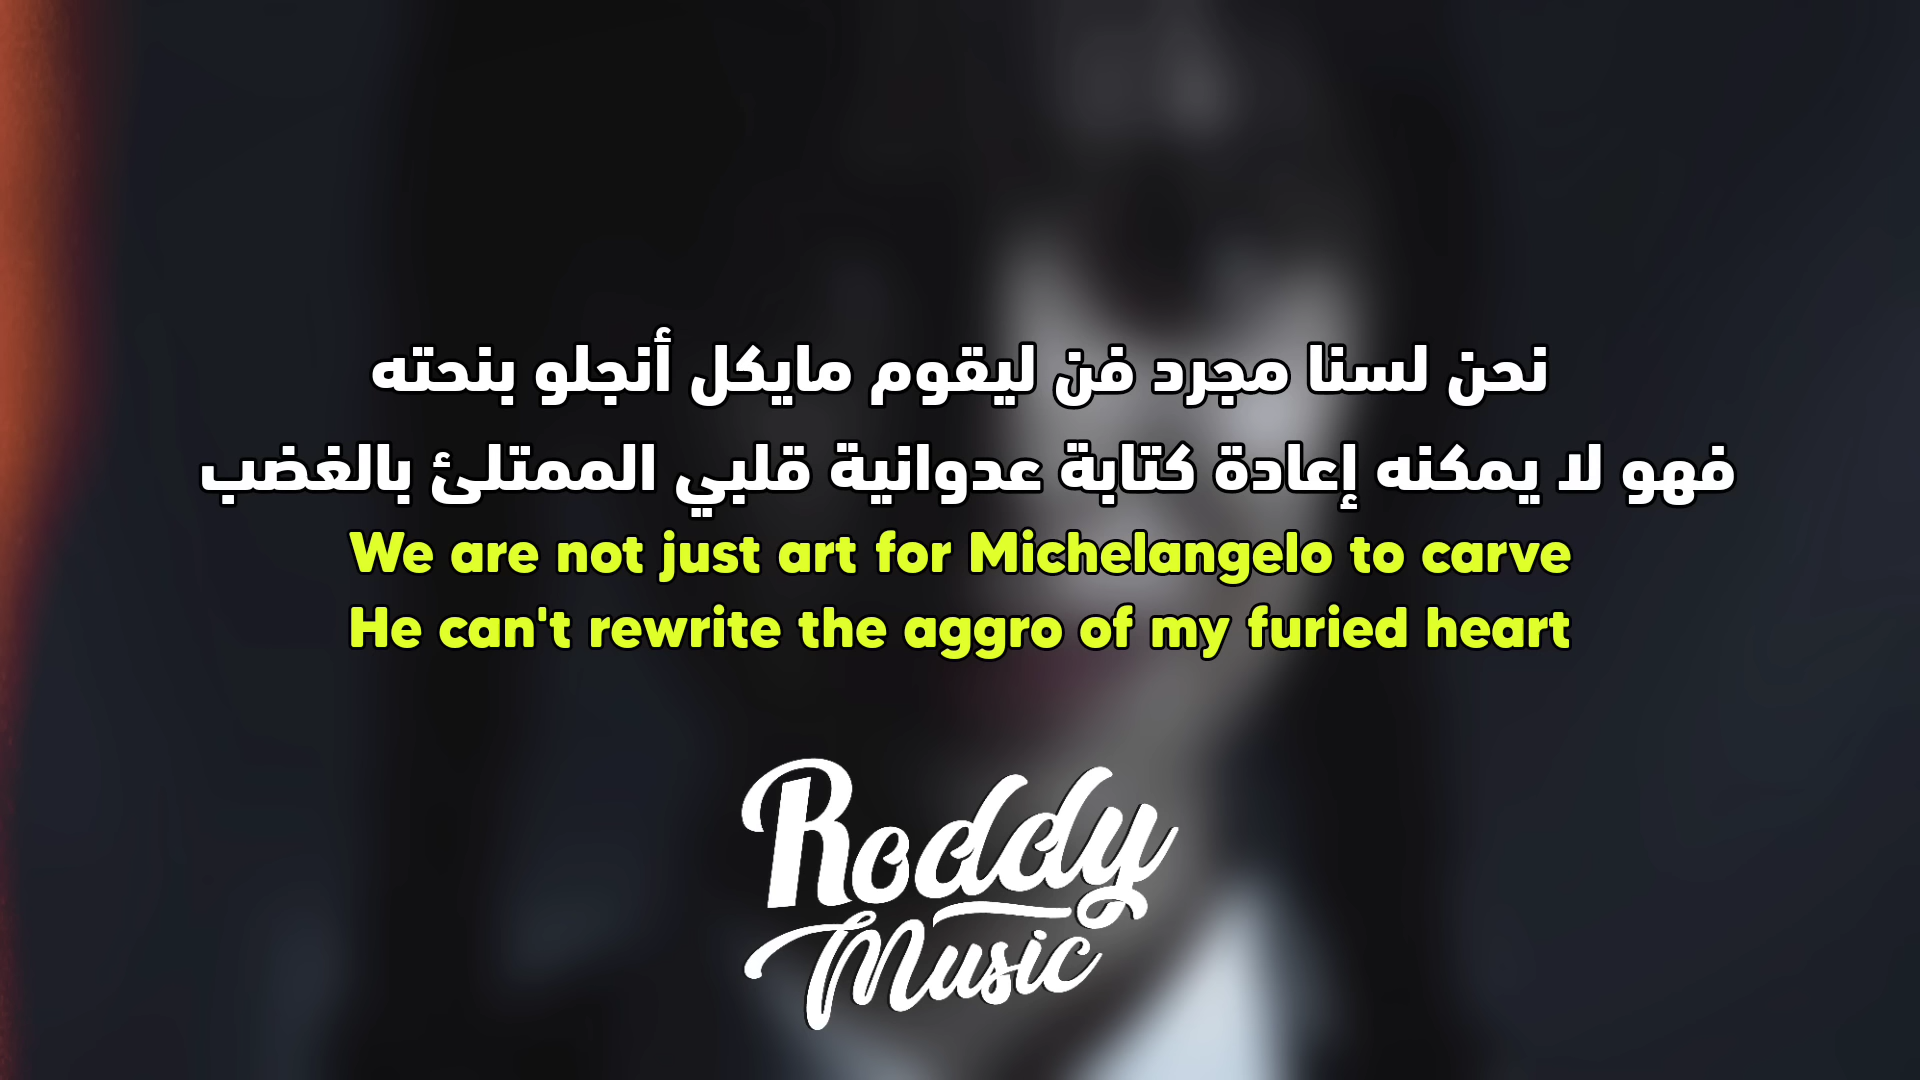 نحن لسنا مجرد فن ليقوم مايكل أنجلو بنحته
فهو لا يمكنه إعادة كتابة عدوانية قلبي الممتلئ بالغضب
We are not just art for Michelangelo to carve
He can't rewrite the aggro of my furied heart
Roddy
Music